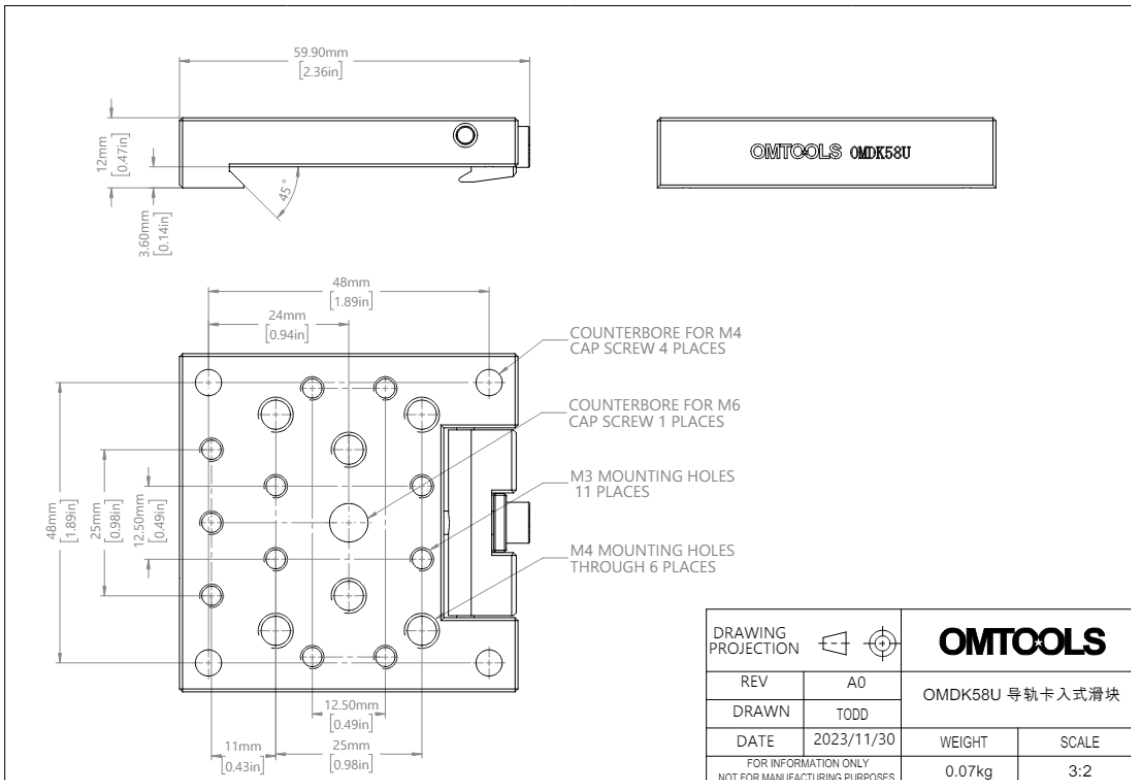 59.90mm
[2.36in]
12mm
[0.47in]
3.60mm
[0.14in]
45°
OMTOOLS OMDK58U
48mm
[1.89in]
24mm
[0.94in]
COUNTERBORE FOR M4
CAP SCREW 4 PLACES
COUNTERBORE FOR M6
CAP SCREW 1 PLACES
M3 MOUNTING HOLES
11 PLACES
M4 MOUNTING HOLES
THROUGH 6 PLACES
48mm
[1.89in]
25mm
[0.98in]
12.50mm
[0.49in]
12.50mm
[0.49in]
11mm
[0.43in]
25mm
[0.98in]
DRAWING
PROJECTION
OMTOOLS
REV A0
OMDK58U 导轨卡入式滑块
DRAWN TODD
DATE 2023/11/30
WEIGHT SCALE
FOR INFORMATION ONLY
NOT FOR MANUFACTURING PURPOSES
0.07kg 3:2